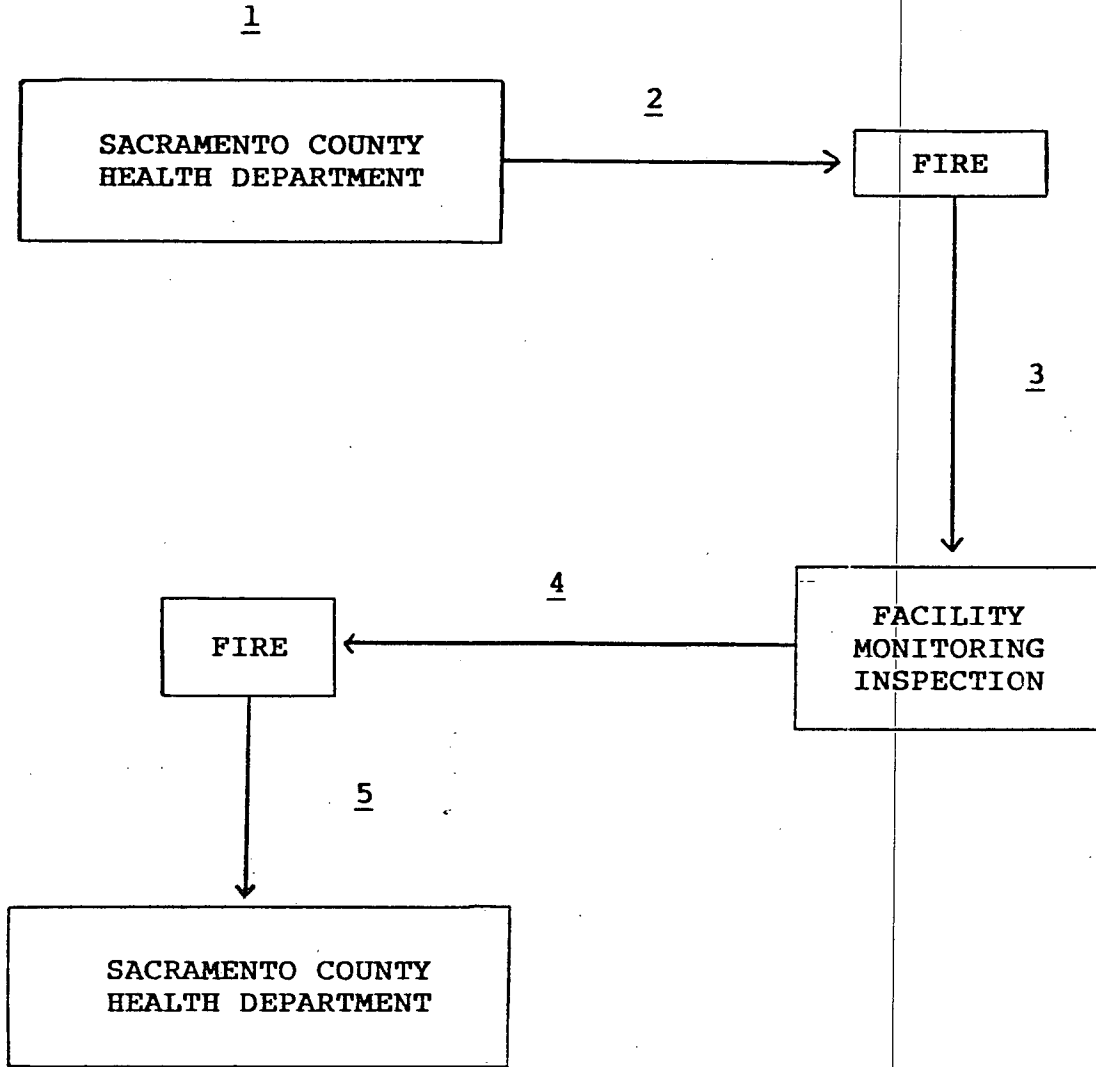 1
SACRAMENTO COUNTY
HEALTH DEPARTMENT
2
FIRE
3
FACILITY
MONITORING
INSPECTION
4
FIRE
5
SACRAMENTO COUNTY
HEALTH DEPARTMENT